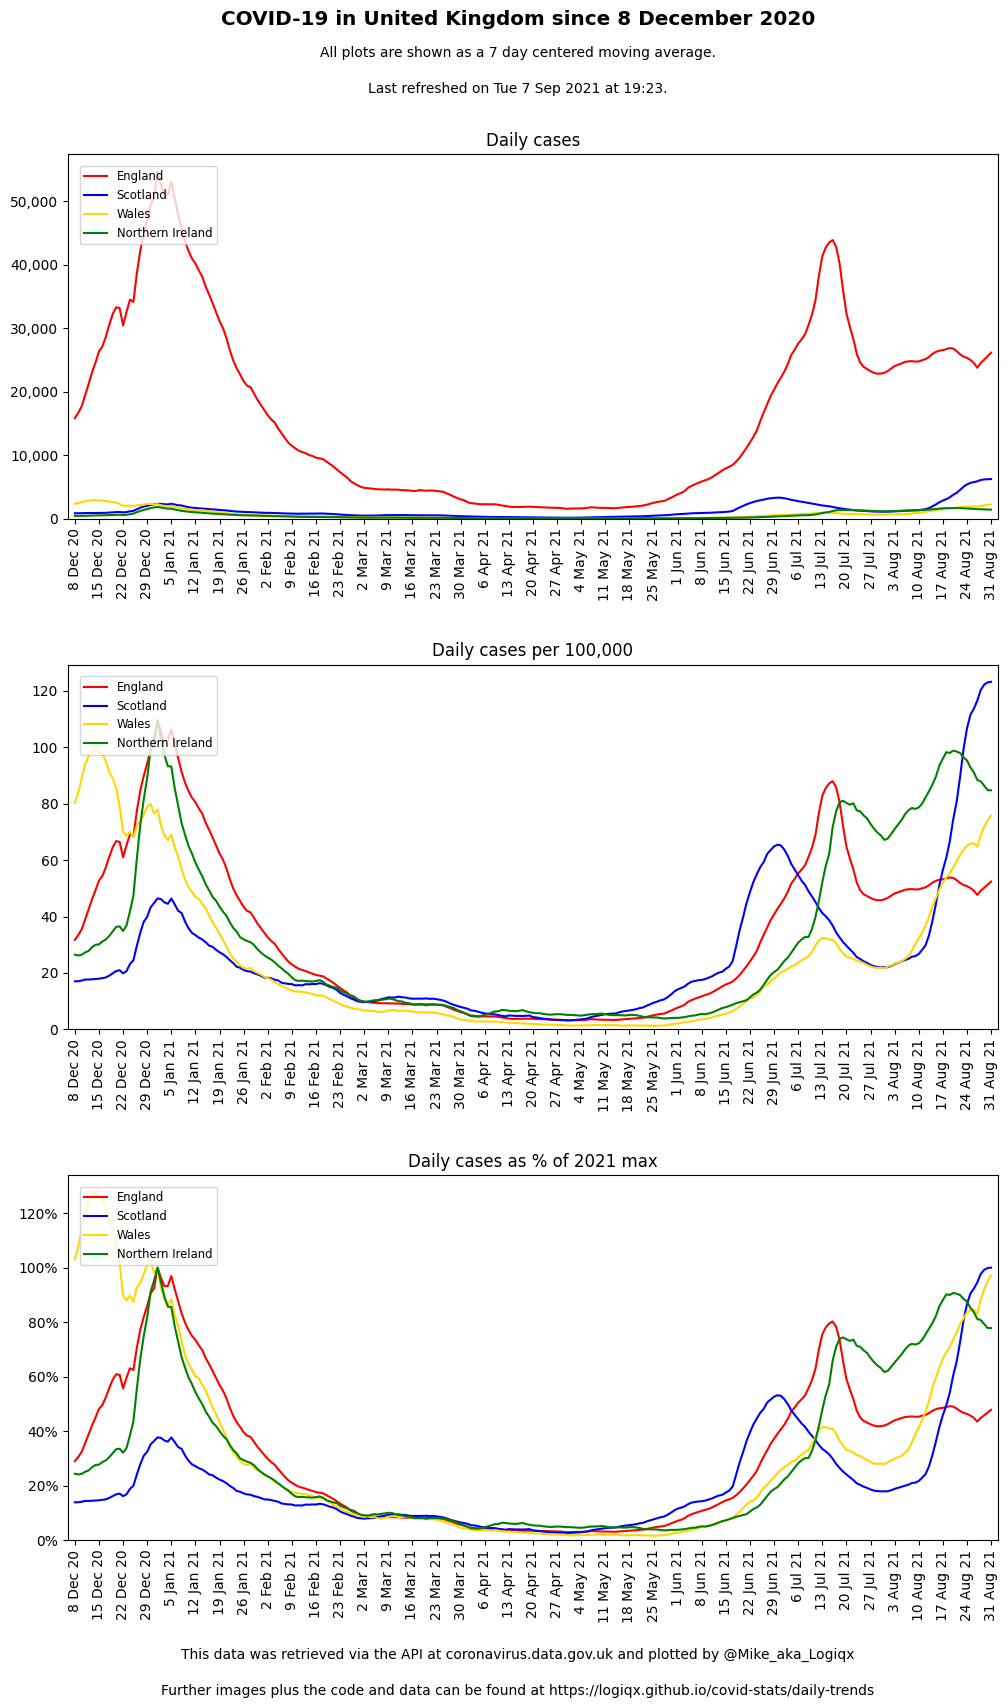 COVID-19 in United Kingdom since 8 December 2020
All plots are shown as a 7 day centered moving average.
Last refreshed on Tue 7 Sep 2021 at 19:23.
Daily cases
England
Scotland
Wales
Northern Ireland
50,000
40,000
30,000
20,000
10,000
0
8 Dec 20
15 Dec 20
22 Dec 20
29 Dec 20
5 Jan 21
12 Jan 21
19 Jan 21
26 Jan 21
2 Feb 21
9 Feb 21
16 Feb 21
23 Feb 21
2 Mar 21
9 Mar 21
16 Mar 21
23 Mar 21
30 Mar 21
6 Apr 21
13 Apr 21
20 Apr 21
27 Apr 21
4 May 21
11 May 21
18 May 21
25 May 21
1 Jun 21
8 Jun 21
15 Jun 21
22 Jun 21
29 Jun 21
6 Jul 21
13 Jul 21
20 Jul 21
27 Jul 21
3 Aug 21
10 Aug 21
17 Aug 21
24 Aug 21
31 Aug 21
Daily cases per 100,000
England
Scotland
Wales
Northern Ireland
120
100
80
60
40
20
0
8 Dec 20
15 Dec 20
22 Dec 20
29 Dec 20
5 Jan 21
12 Jan 21
19 Jan 21
26 Jan 21
2 Feb 21
9 Feb 21
16 Feb 21
23 Feb 21
2 Mar 21
9 Mar 21
16 Mar 21
23 Mar 21
30 Mar 21
6 Apr 21
13 Apr 21
20 Apr 21
27 Apr 21
4 May 21
11 May 21
18 May 21
25 May 21
1 Jun 21
8 Jun 21
15 Jun 21
22 Jun 21
29 Jun 21
6 Jul 21
13 Jul 21
20 Jul 21
27 Jul 21
3 Aug 21
10 Aug 21
17 Aug 21
24 Aug 21
31 Aug 21
Daily cases as % of 2021 max
England
Scotland
Wales
Northern Ireland
120%
100%
80%
60%
40%
20%
0%
8 Dec 20
15 Dec 20
22 Dec 20
29 Dec 20
5 Jan 21
12 Jan 21
19 Jan 21
26 Jan 21
2 Feb 21
9 Feb 21
16 Feb 21
23 Feb 21
2 Mar 21
9 Mar 21
16 Mar 21
23 Mar 21
30 Mar 21
6 Apr 21
13 Apr 21
20 Apr 21
27 Apr 21
4 May 21
11 May 21
18 May 21
25 May 21
1 Jun 21
8 Jun 21
15 Jun 21
22 Jun 21
29 Jun 21
6 Jul 21
13 Jul 21
20 Jul 21
27 Jul 21
3 Aug 21
10 Aug 21
17 Aug 21
24 Aug 21
31 Aug 21
This data was retrieved via the API at coronavirus.data.gov.uk and plotted by @Mike_aka_Logiqx
Further images plus the code and data can be found at https://logiqx.github.io/covid-stats/daily-trends